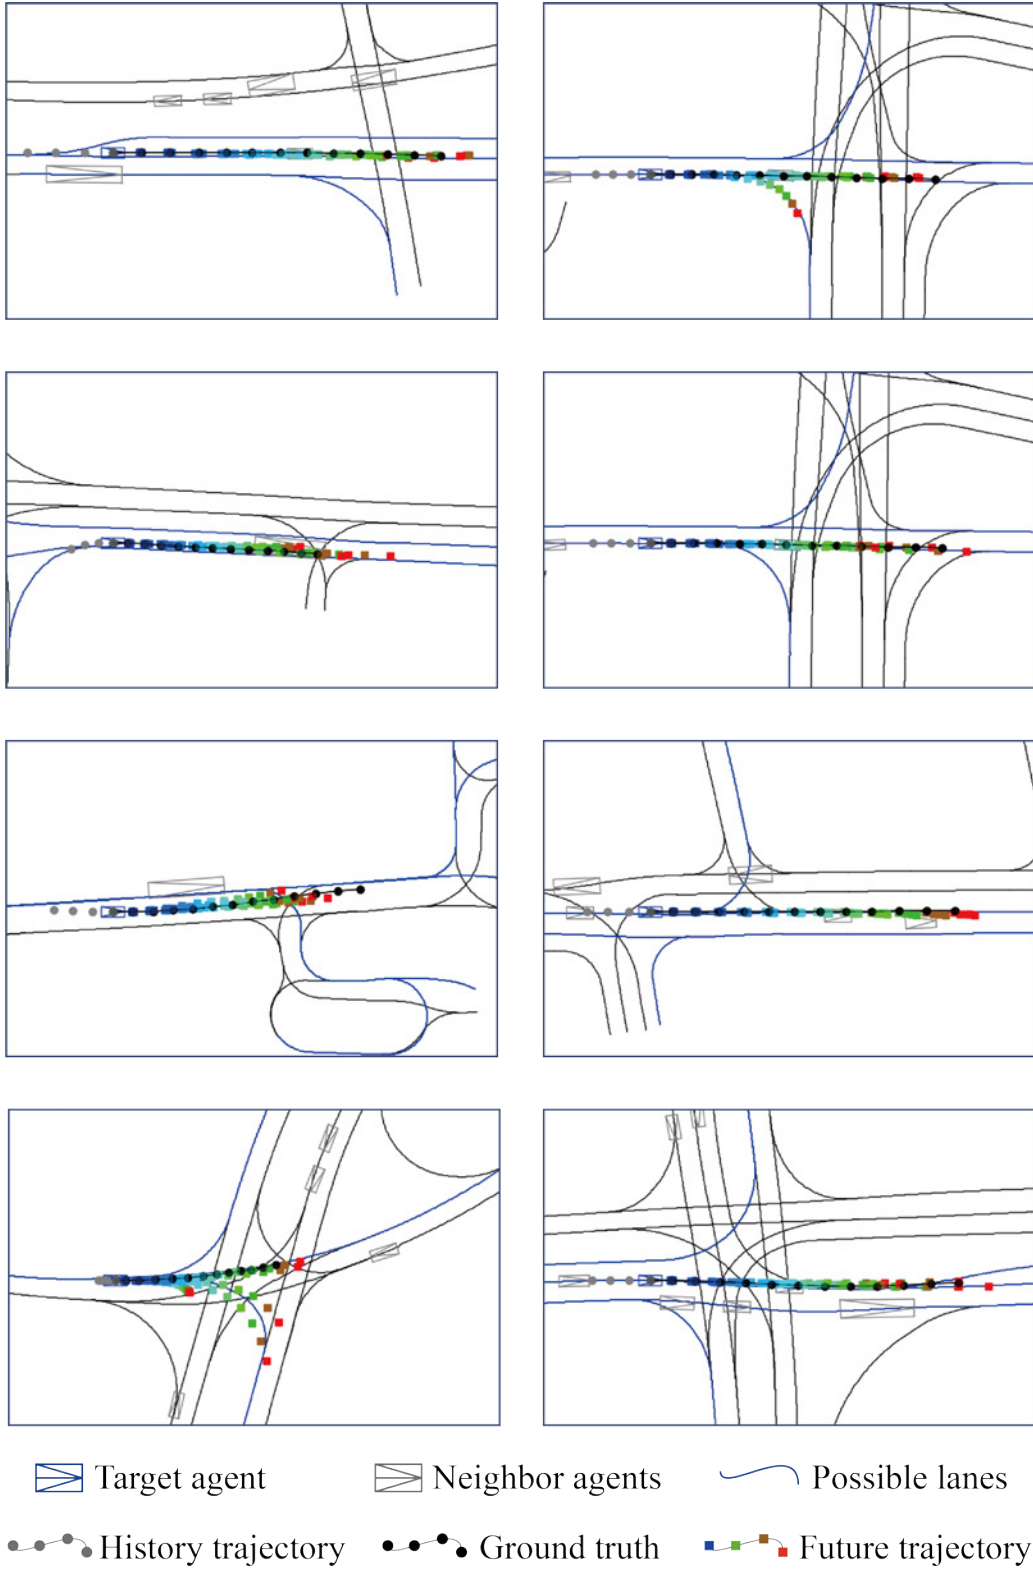 Target agent Neighbor agents Possible lanes
History trajectory Ground truth Future trajectory